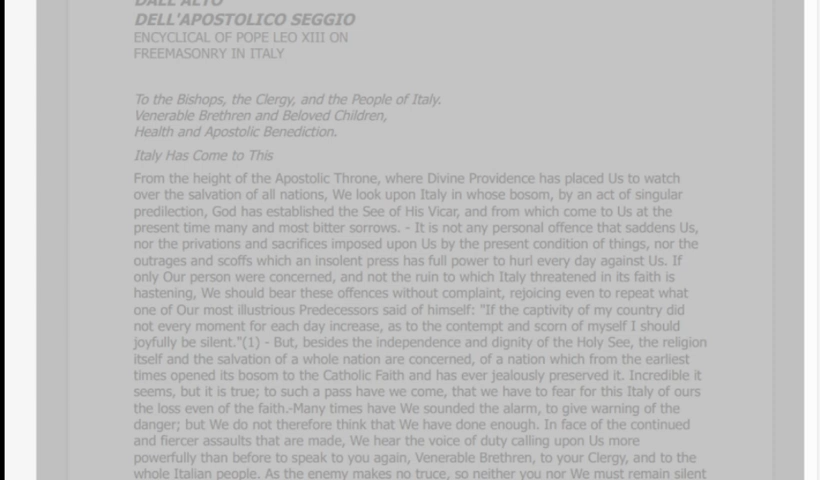 DALL'ALTO
DELL'APOSTOLICO SEGGIO
ENCYCLICAL OF POPE LEO XIII ON
FREEMASONRY IN ITALY
To the Bishops, the Clergy, and the People of Italy.
Venerable Brethren and Beloved Children,
Health and Apostolic Benediction.
Italy Has Come to This
From the height of the Apostolic Throne, where Divine Providence has placed Us to watch
over the salvation of all nations, We look upon Italy in whose bosom, by an act of singular
predilection, God has established the See of His Vicar, and from which come to Us at the
present time many and most bitter sorrows. - It is not any personal offence that saddens Us,
nor the privations and sacrifices imposed upon Us by the present condition of things, nor the
outrages and scoffs which an insolent press has full power to hurl every day against Us. If
only Our person were concerned, and not the ruin to which Italy threatened in its faith is
hastening, We should bear these offences without complaint, rejoicing even to repeat what
one of Our most illustrious Predecessors said of himself: "If the captivity of my country did
not every moment for each day increase, as to the contempt and scorn of myself I should
joyfully be silent."(1) - But, besides the independence and dignity of the Holy See, the religion
itself and the salvation of a whole nation are concerned, of a nation which from the earliest
times opened its bosom to the Catholic Faith and has ever jealously preserved it. Incredible it
seems, but it is true; to such a pass have we come, that we have to fear for this Italy of ours
the loss even of the faith.-Many times have We sounded the alarm, to give warning of the
danger; but We do not therefore think that We have done enough. In face of the continued
and fiercer assaults that are made, We hear the voice of duty calling upon Us more
powerfully than before to speak to you again, Venerable Brethren, to your Clergy, and to the
whole Italian people. As the enemy makes no truce, so neither you nor We must remain silent